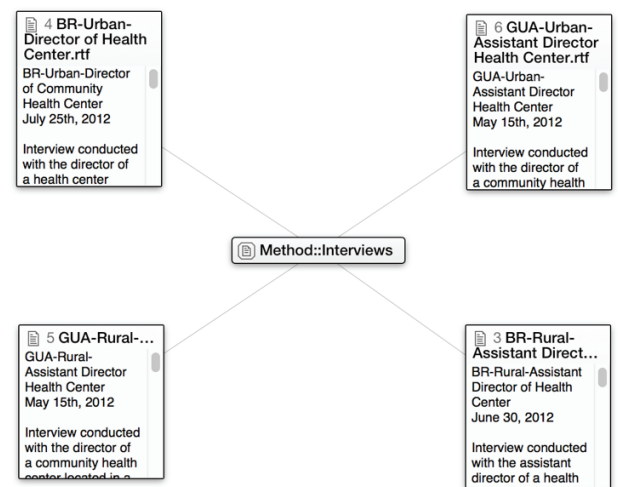 4 BR-Urban-
Director of Health
Center.rtf
BR-Urban-Director
of Community
Health Center
July 25th, 2012
Interview conducted
with the director of
a health center
6 GUA-Urban-
Assistant Director
Health Center.rtf
GUA-Urban-
Assistant Director
Health Center
May 15th, 2012
Interview conducted
with the director of
a community health
Method::Interviews
5 GUA-Rural-...
GUA-Rural-
Assistant Director
Health Center
May 15th, 2012
Interview conducted
with the director of
a community health
center located in a
3 BR-Rural-
Assistant Direct...
BR-Rural-Assistant
Director of Health
Center
June 30, 2012
Interview conducted
with the assistant
director of a health